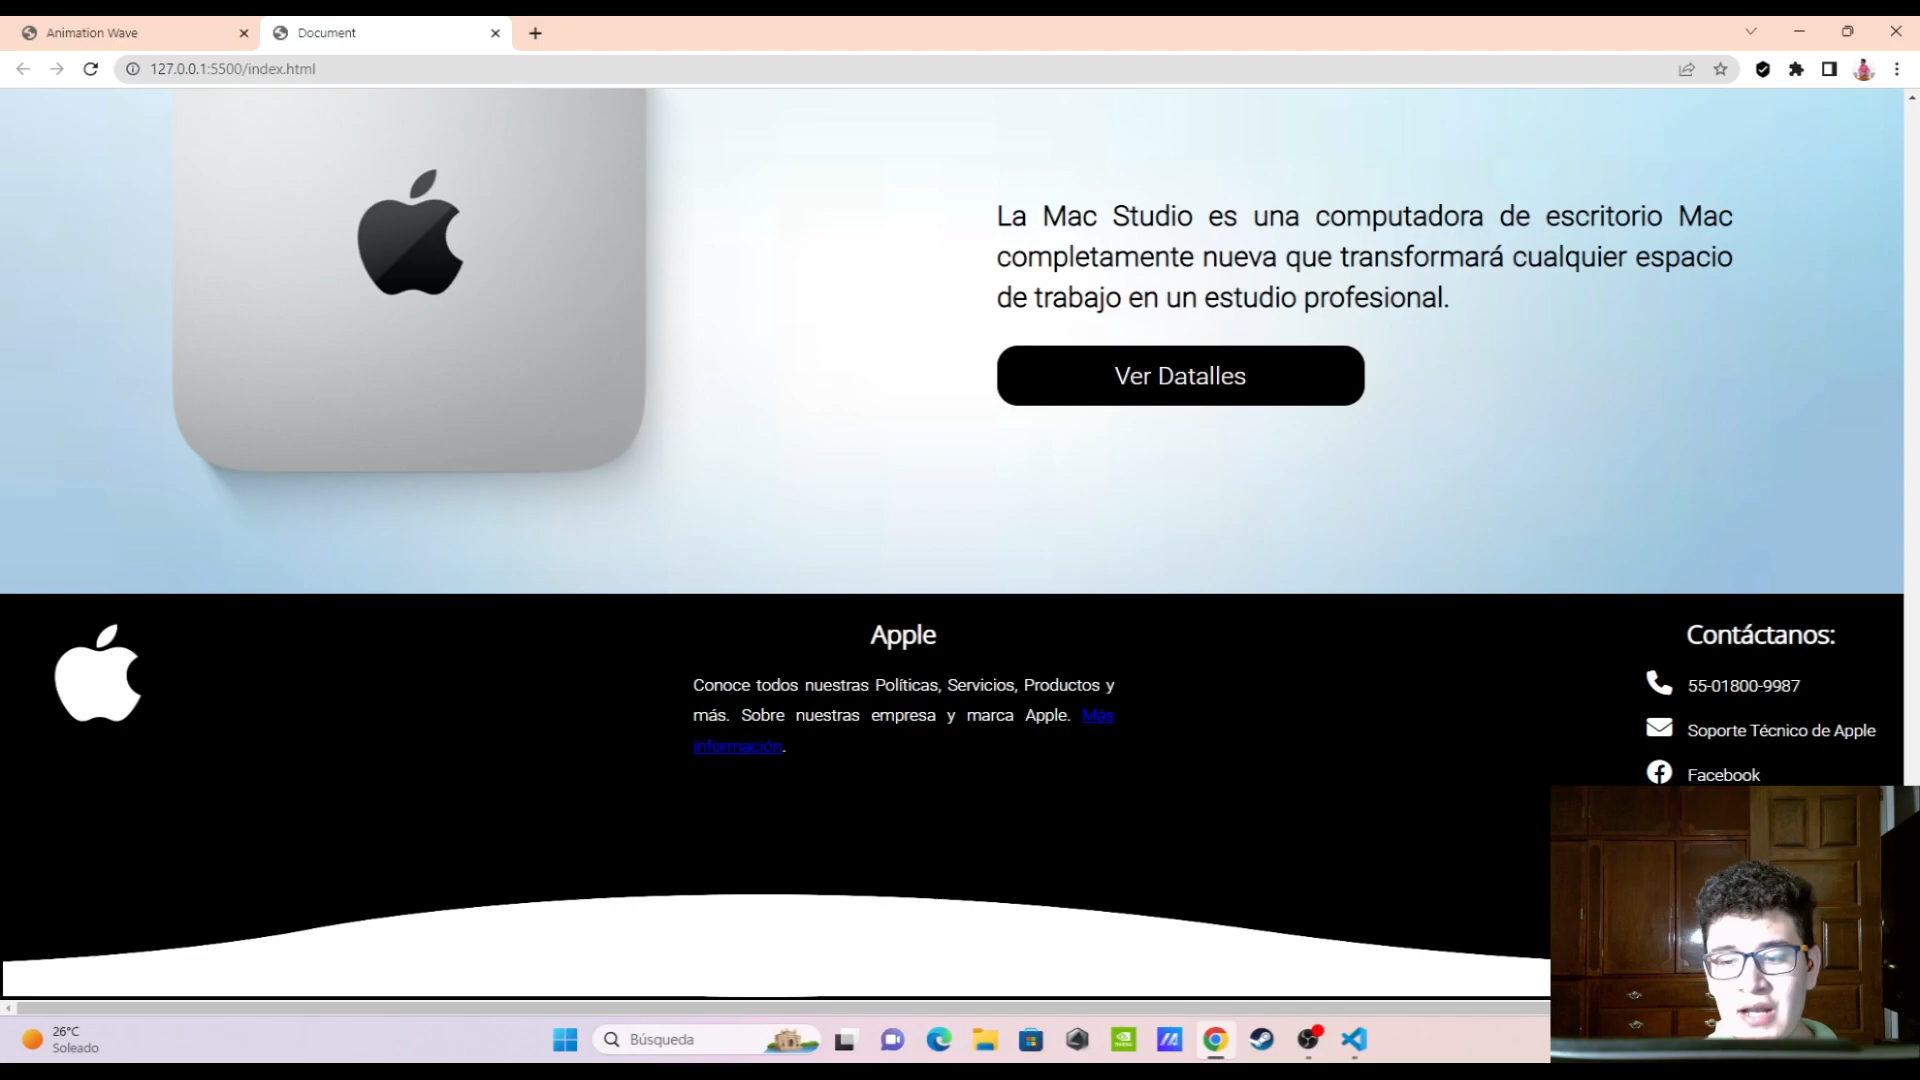 Animation Wave
Document
127.0.0.1:5500/index.html
La Mac Studio es una computadora de escritorio Mac
completamente nueva que transformará cualquier espacio
de trabajo en un estudio profesional.
Ver Datalles
Apple
Conoce todos nuestras Políticas, Servicios, Productos y
más. Sobre nuestras empresa y marca Apple. Más
información.
Contáctanos:
55-01800-9987
Soporte Técnico de Apple
Facebook
26°C
Soleado
Búsqueda